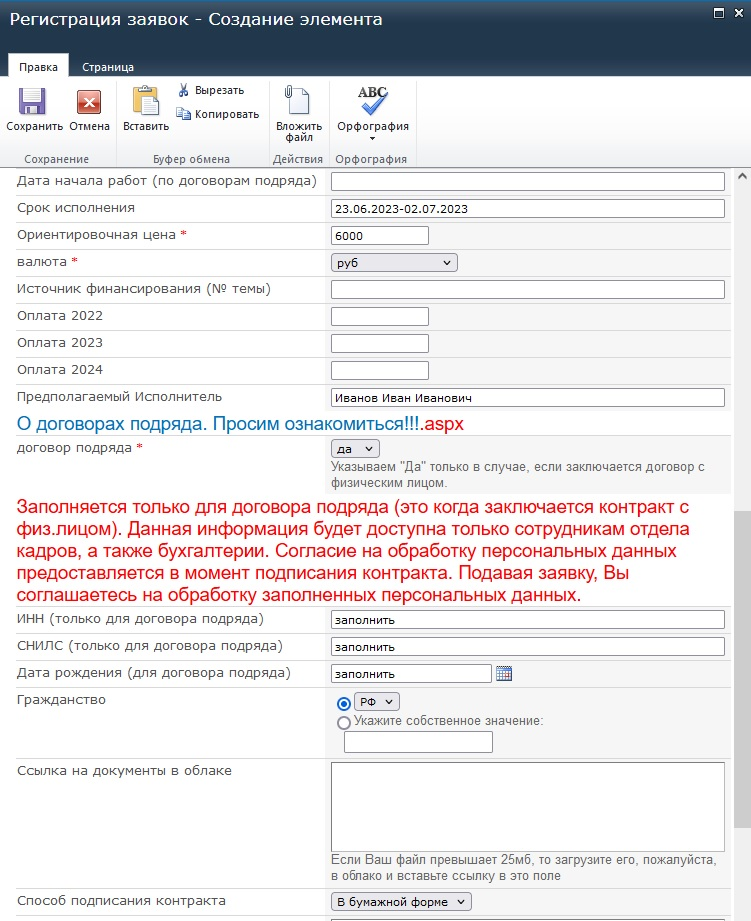 Регистрация заявок - Создание элемента
Правка Страница
Сохранить Отмена Вставить Вырезать Копировать Вложить файл ABC Орфография
Сохранение Буфер обмена Действия Орфография
Дата начала работ (по договорам подряда)
Срок исполнения 23.06.2023-02.07.2023
Ориентировочная цена * 6000
валюта * руб
Источник финансирования (№ темы)
Оплата 2022
Оплата 2023
Оплата 2024
Предполагаемый Исполнитель Иванов Иван Иванович
О договорах подряда. Просим ознакомиться!!!.aspx
договор подряда * да
Указываем "Да" только в случае, если заключается договор с
физическим лицом.
Заполняется только для договора подряда (это когда заключается контракт с
физ.лицом). Данная информация будет доступна только сотрудникам отдела
кадров, а также бухгалтерии. Согласие на обработку персональных данных
предоставляется в момент подписания контракта. Подавая заявку, Вы
соглашаетесь на обработку заполненных персональных данных.
ИНН (только для договора подряда) заполнить
СНИЛС (только для договора подряда) заполнить
Дата рождения (для договора подряда) заполнить
Гражданство РФ
Укажите собственное значение:
Ссылка на документы в облаке
Если Ваш файл превышает 25мб, то загрузите его, пожалуйста,
в облако и вставьте ссылку в это поле
Способ подписания контракта В бумажной форме